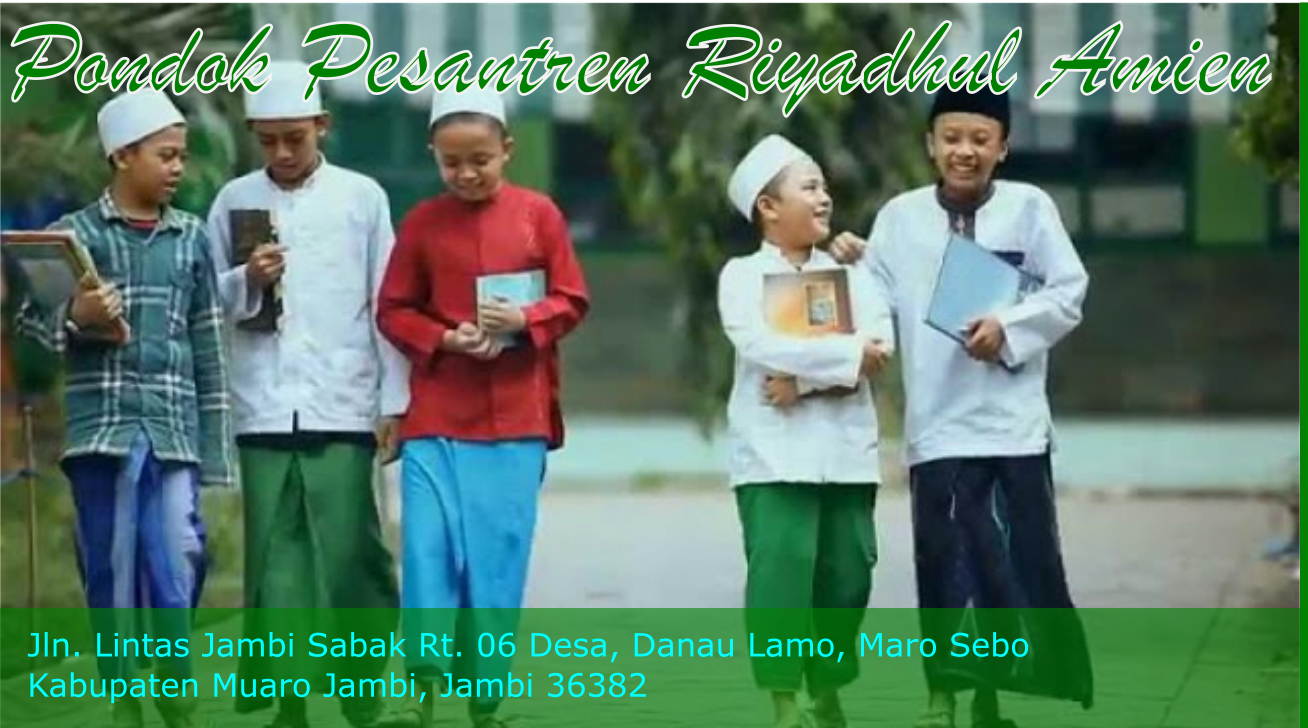 Pondok Pesantren Riyadhul Amien
Jln. Lintas Jambi Sabak Rt. 06 Desa, Danau Lamo, Maro Sebo
Kabupaten Muaro Jambi, Jambi 36382